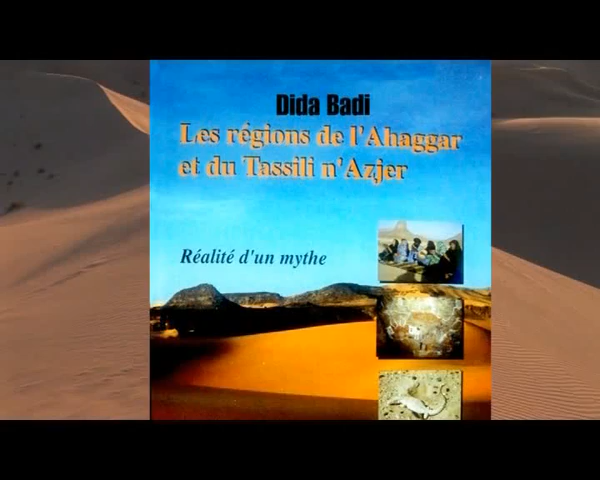 Dida Badi
Les régions de l'Ahaggar
et du Tassili n'Azjer
Réalité d'un mythe